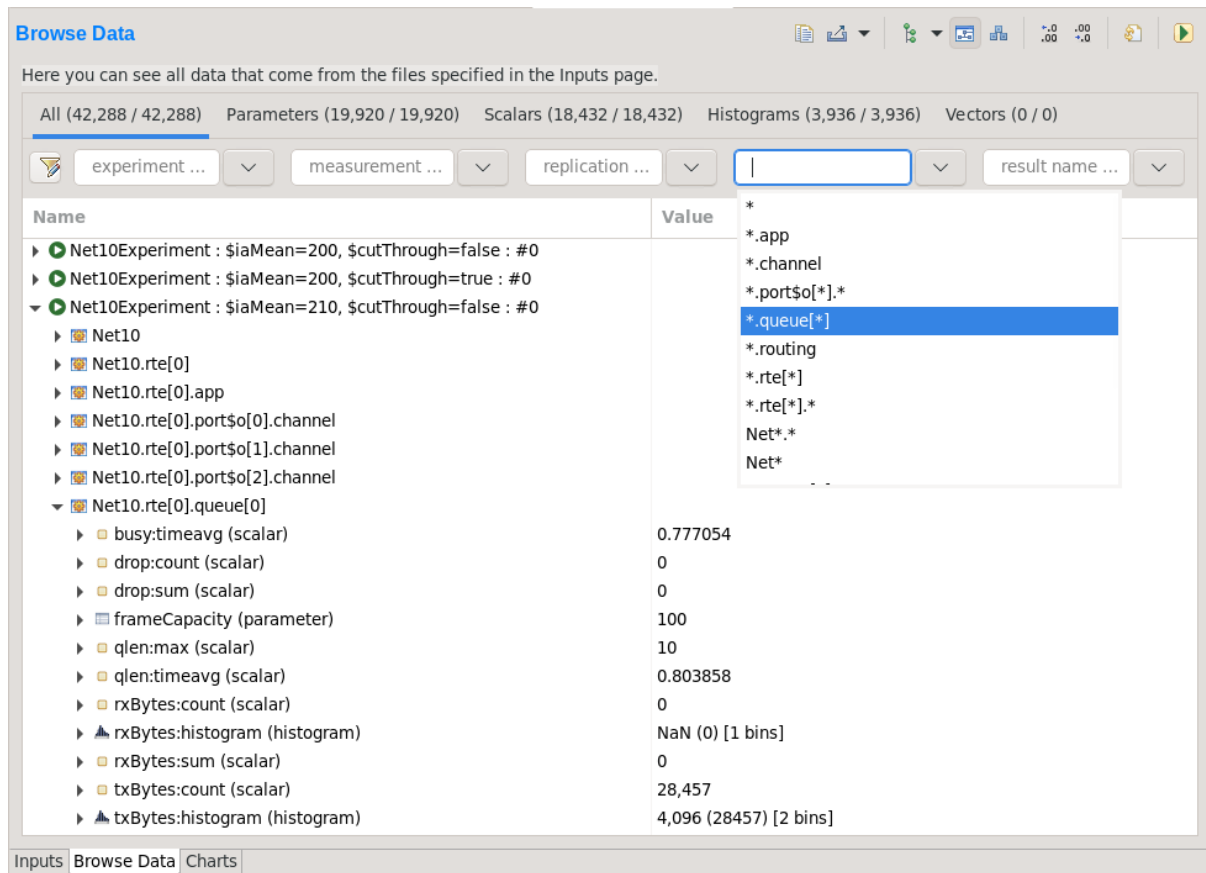 Browse Data
Here you can see all data that come from the files specified in the Inputs page.
All (42,288 / 42,288) Parameters (19,920 / 19,920) Scalars (18,432 / 18,432) Histograms (3,936 / 3,936) Vectors (0 / 0)
experiment ... measurement ... replication ... result name ...
Name Value
*
*.app
*.channel
*.port$o[*].*
*.queue[*]
*.routing
*.rte[*]
*.rte[*].*
Net*.*
Net*
Net10Experiment : $iaMean=200, $cutThrough=false : #0
Net10Experiment : $iaMean=200, $cutThrough=true : #0
Net10Experiment : $iaMean=210, $cutThrough=false : #0
Net10
Net10.rte[0]
Net10.rte[0].app
Net10.rte[0].port$o[0].channel
Net10.rte[0].port$o[1].channel
Net10.rte[0].port$o[2].channel
Net10.rte[0].queue[0]
busy:timeavg (scalar) 0.777054
drop:count (scalar) 0
drop:sum (scalar) 0
frameCapacity (parameter) 100
qlen:max (scalar) 10
qlen:timeavg (scalar) 0.803858
rxBytes:count (scalar) 0
rxBytes:histogram (histogram) NaN (0) [1 bins]
rxBytes:sum (scalar) 0
txBytes:count (scalar) 28,457
txBytes:histogram (histogram) 4,096 (28457) [2 bins]
Inputs Browse Data Charts